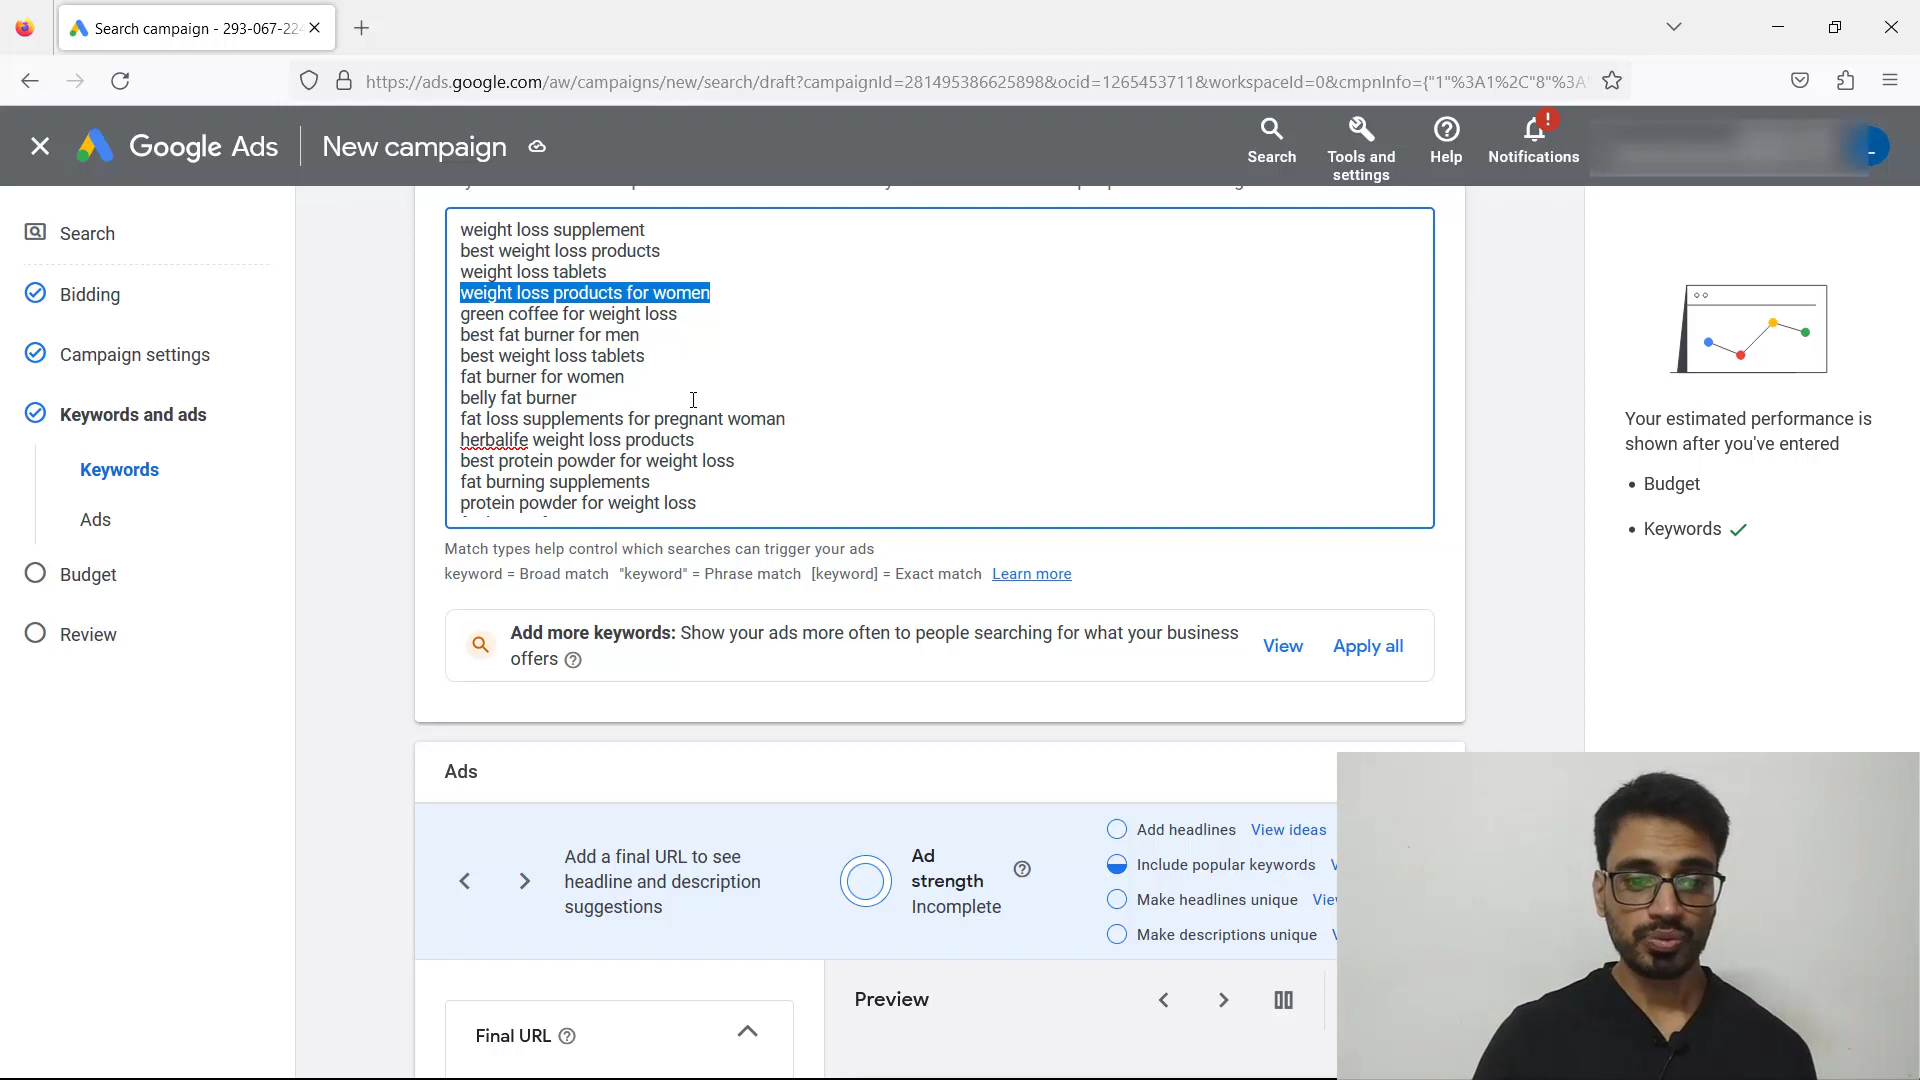 Search campaign - 293-067-224
https://ads.google.com/aw/campaigns/new/search/draft?campaignId=281495386625898&ocid=1265453711&workspaceId=0&cmpnInfo={"1"%3A1%2C"8"%3A"
Google Ads
New campaign
Search
Tools and settings
Help
Notifications
Search
Bidding
Campaign settings
Keywords and ads
Keywords
Ads
Budget
Review
weight loss supplement
best weight loss products
weight loss tablets
weight loss products for women
green coffee for weight loss
best fat burner for men
best weight loss tablets
fat burner for women
belly fat burner
fat loss supplements for pregnant woman
herbalife weight loss products
best protein powder for weight loss
fat burning supplements
protein powder for weight loss
Match types help control which searches can trigger your ads
keyword = Broad match "keyword" = Phrase match [keyword] = Exact match Learn more
Add more keywords: Show your ads more often to people searching for what your business
offers
View
Apply all
Your estimated performance is
shown after you've entered
• Budget
• Keywords
Ads
Add a final URL to see
headline and description
suggestions
Ad
strength
Incomplete
Add headlines View ideas
Include popular keywords
Make headlines unique
Make descriptions unique
Final URL
Preview